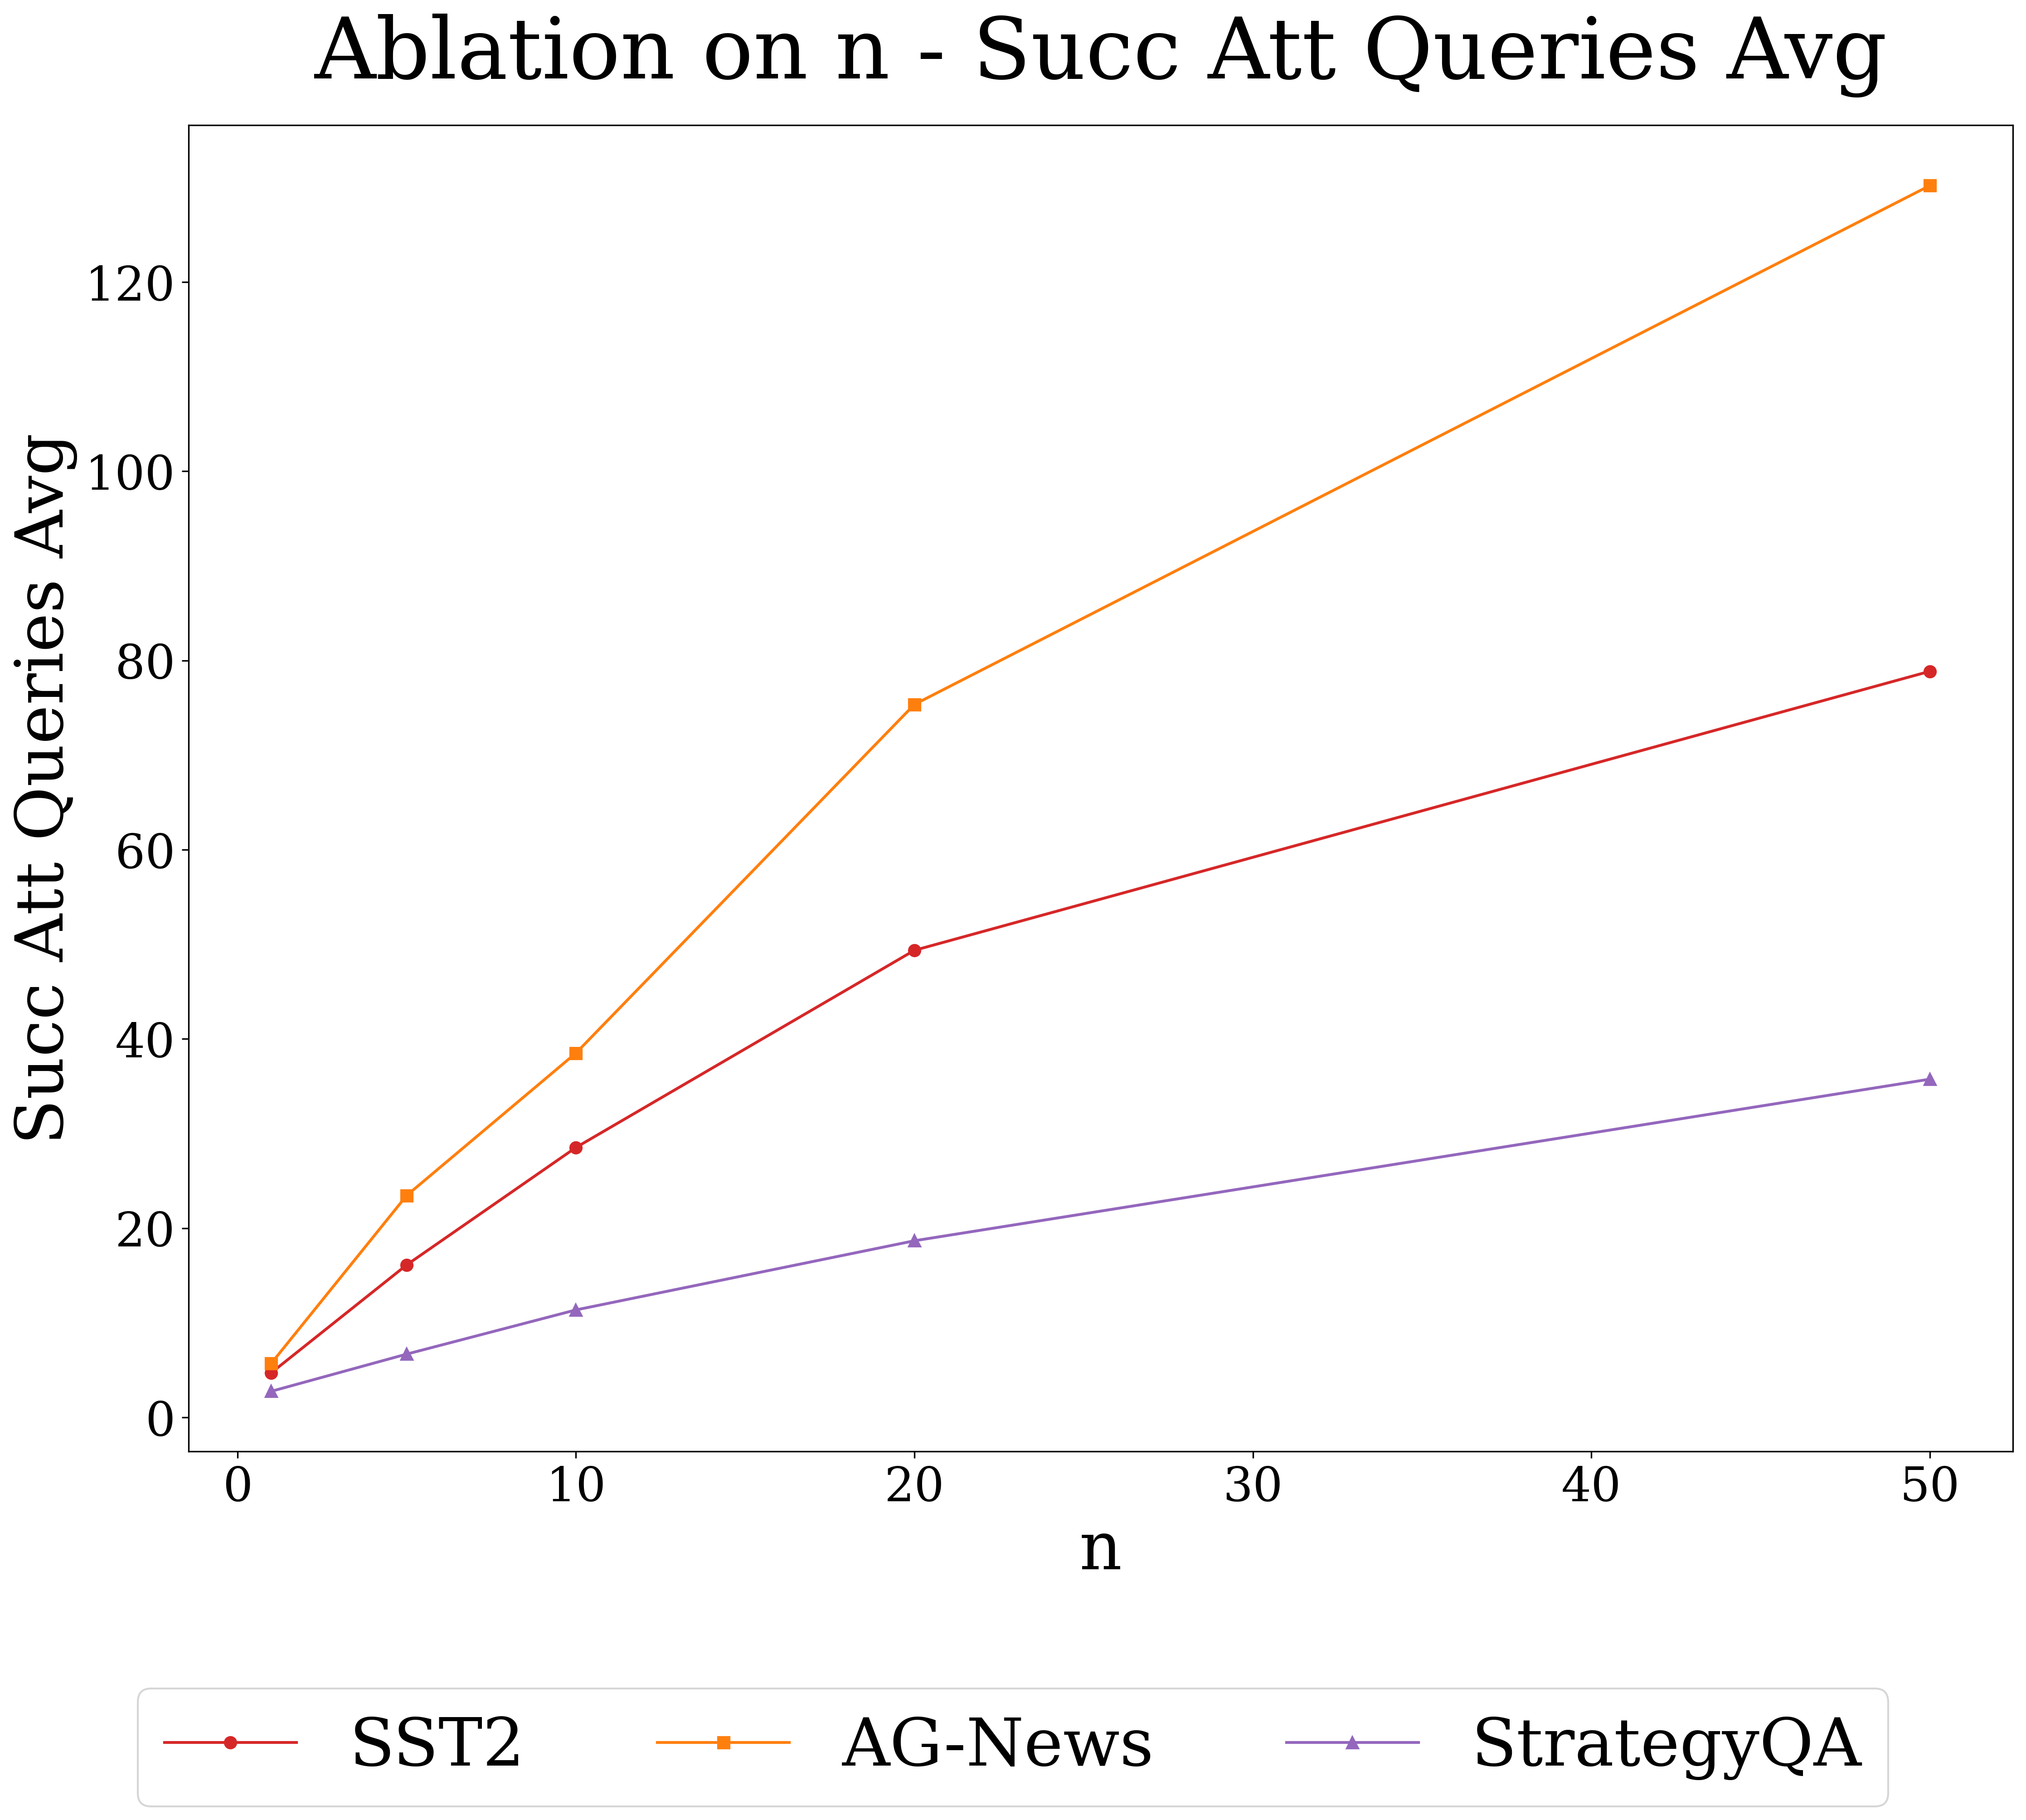 Ablation on n - Succ Att Queries Avg
Succ Att Queries Avg
120
100
80
60
40
20
0
0 10 20 30 40 50
n
SST2 AG-News StrategyQA